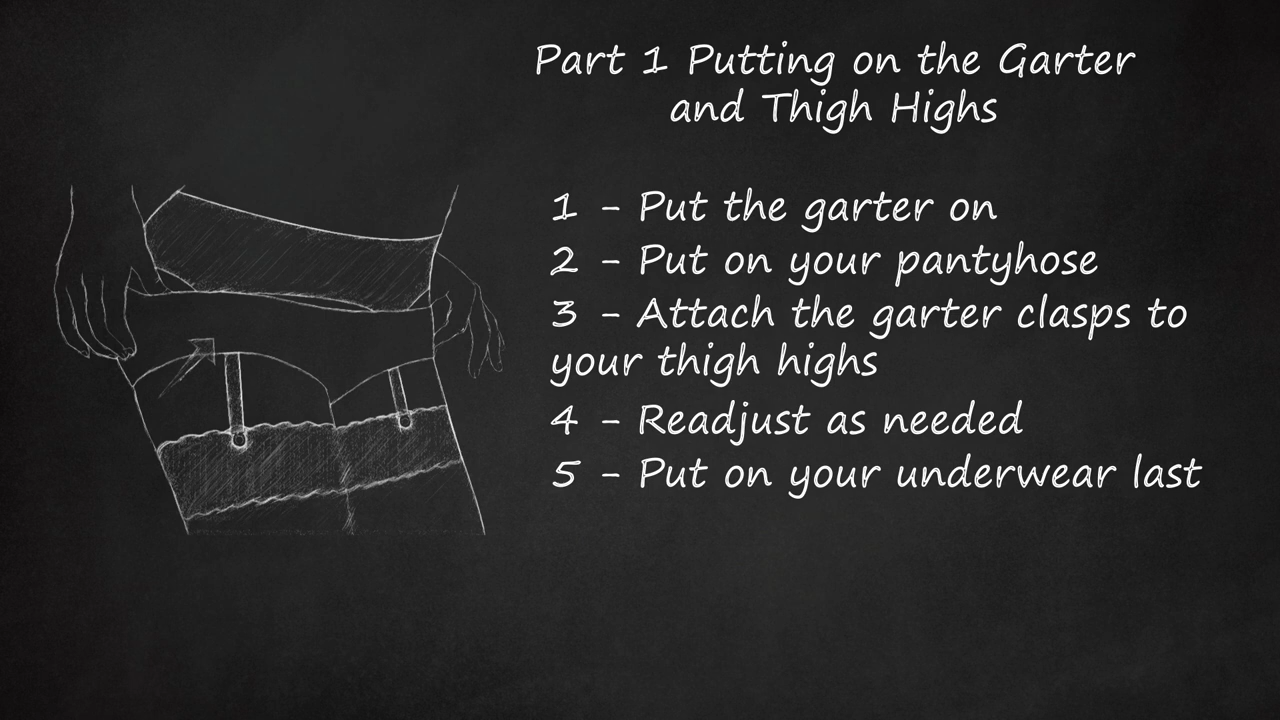 Part 1 Putting on the Garter
and Thigh Highs
1 - Put the garter on
2 - Put on your pantyhose
3 - Attach the garter clasps to
your thigh highs
4 - Readjust as needed
5 - Put on your underwear last